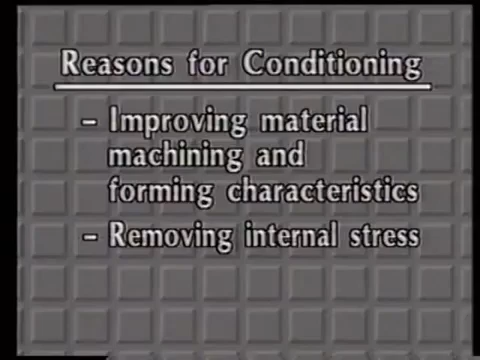 Reasons for Conditioning
- Improving material
machining and
forming characteristics
- Removing internal stress